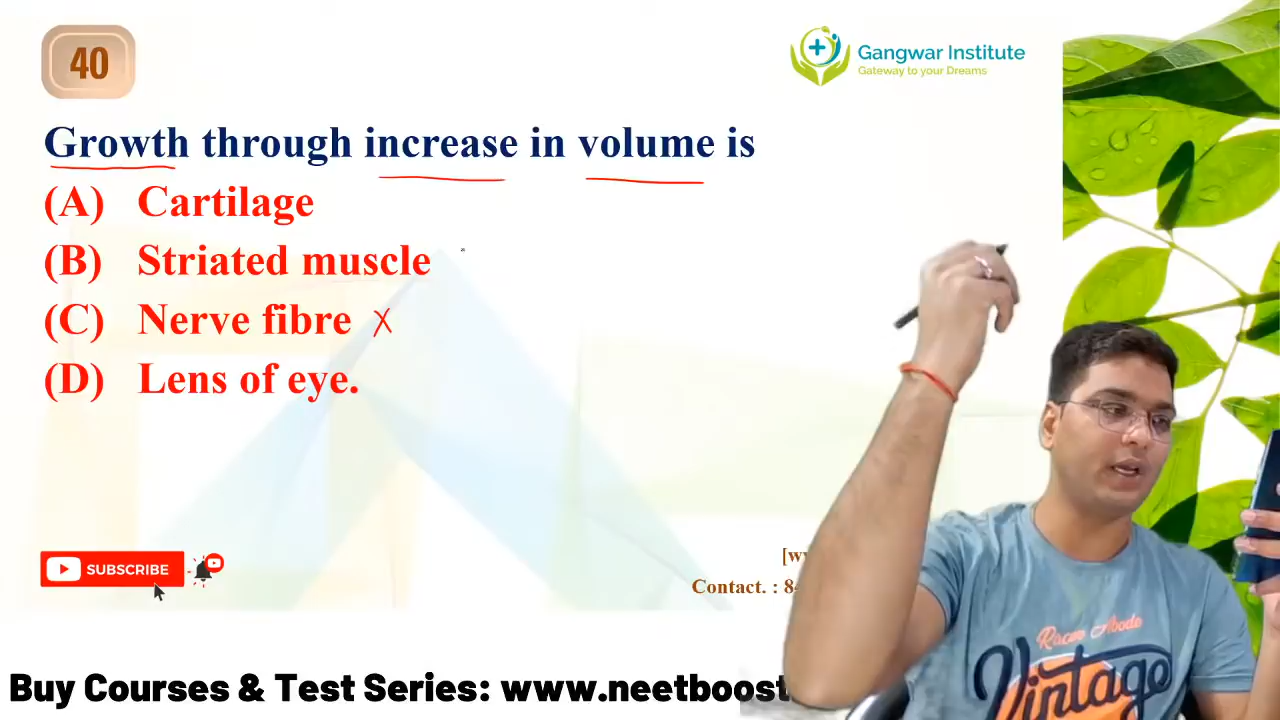 40
Gangwar Institute
Gateway to your Dreams
Growth through increase in volume is
(A) Cartilage
(B) Striated muscle
(C) Nerve fibre X
(D) Lens of eye.
SUBSCRIBE
Contact. : 8
Buy Courses & Test Series: www.neetboost
Vintage